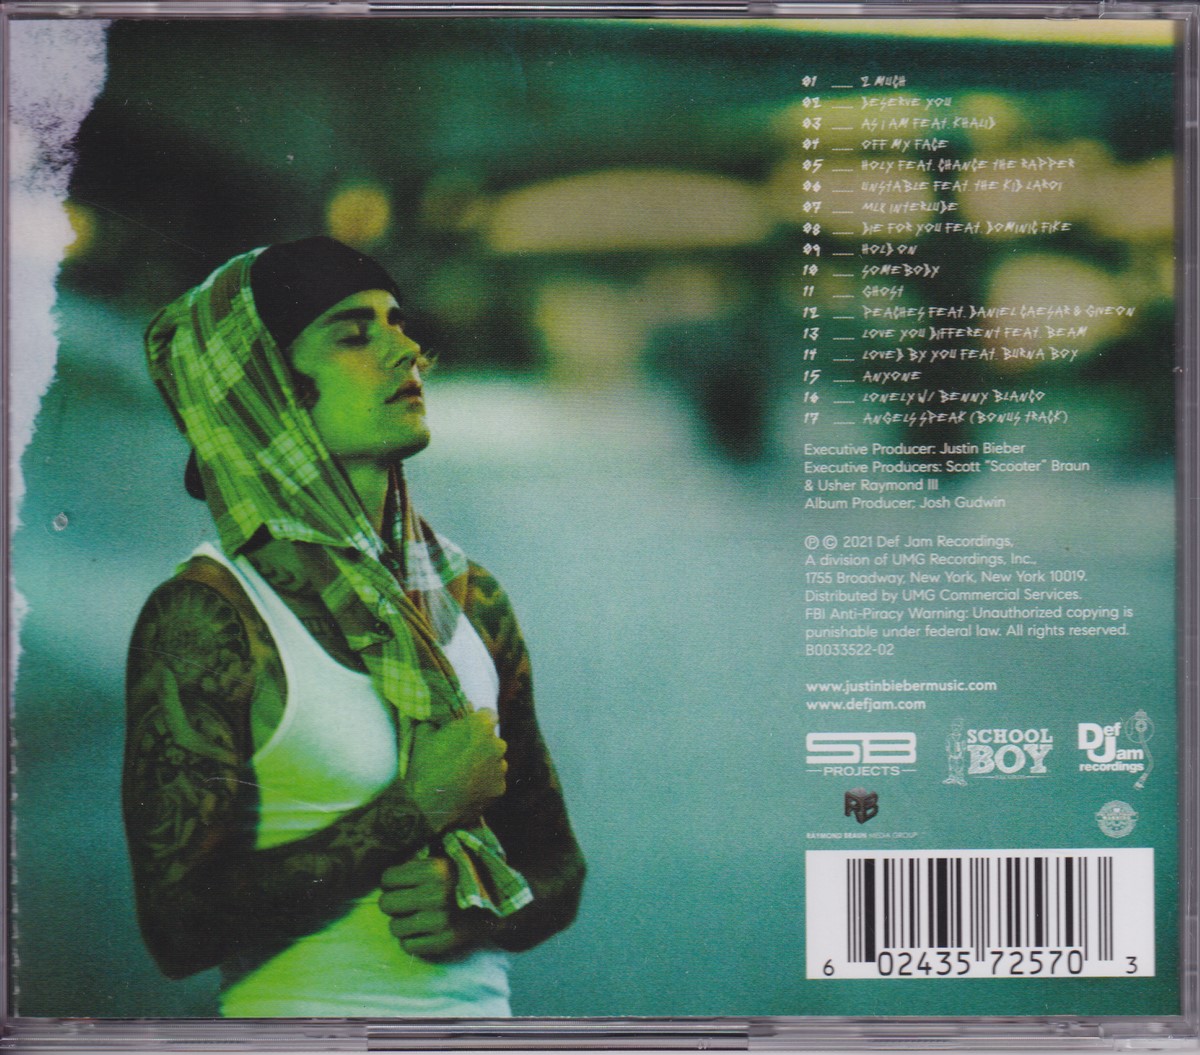 01 __ 2 MUCH
02 __ DESERVE YOU
03 __ AS I AM FEAT. KHALID
04 __ OFF MY FACE
05 __ HOLY FEAT. CHANCE THE RAPPER
06 __ UNSTABLE FEAT. THE KID LAROI
07 __ MLK INTERLUDE
08 __ DIE FOR YOU FEAT. DOMINIC FIKE
09 __ HOLD ON
10 __ SOMEBODY
11 __ GHOST
12 __ PEACHES FEAT. DANIEL CAESAR & GIVEON
13 __ LOVE YOU DIFFERENT FEAT. BEAM
14 __ LOVED BY YOU FEAT. BURNA BOY
15 __ ANYONE
16 __ LONELY W/ BENNY BLANCO
17 __ ANGELS SPEAK (BONUS TRACK)
Executive Producer: Justin Bieber
Executive Producers: Scott "Scooter" Braun
& Usher Raymond III
Album Producer: Josh Gudwin
℗ © 2021 Def Jam Recordings,
A division of UMG Recordings, Inc.,
1755 Broadway, New York, New York 10019.
Distributed by UMG Commercial Services.
FBI Anti-Piracy Warning: Unauthorized copying is
punishable under federal law. All rights reserved.
B0033522-02
www.justinbiebermusic.com
www.defjam.com
SB
PROJECTS
SCHOOL
BOY
Def
Jam
recordings
RB
RAYMOND BRAUN MEDIA GROUP
6 02435 72570 3